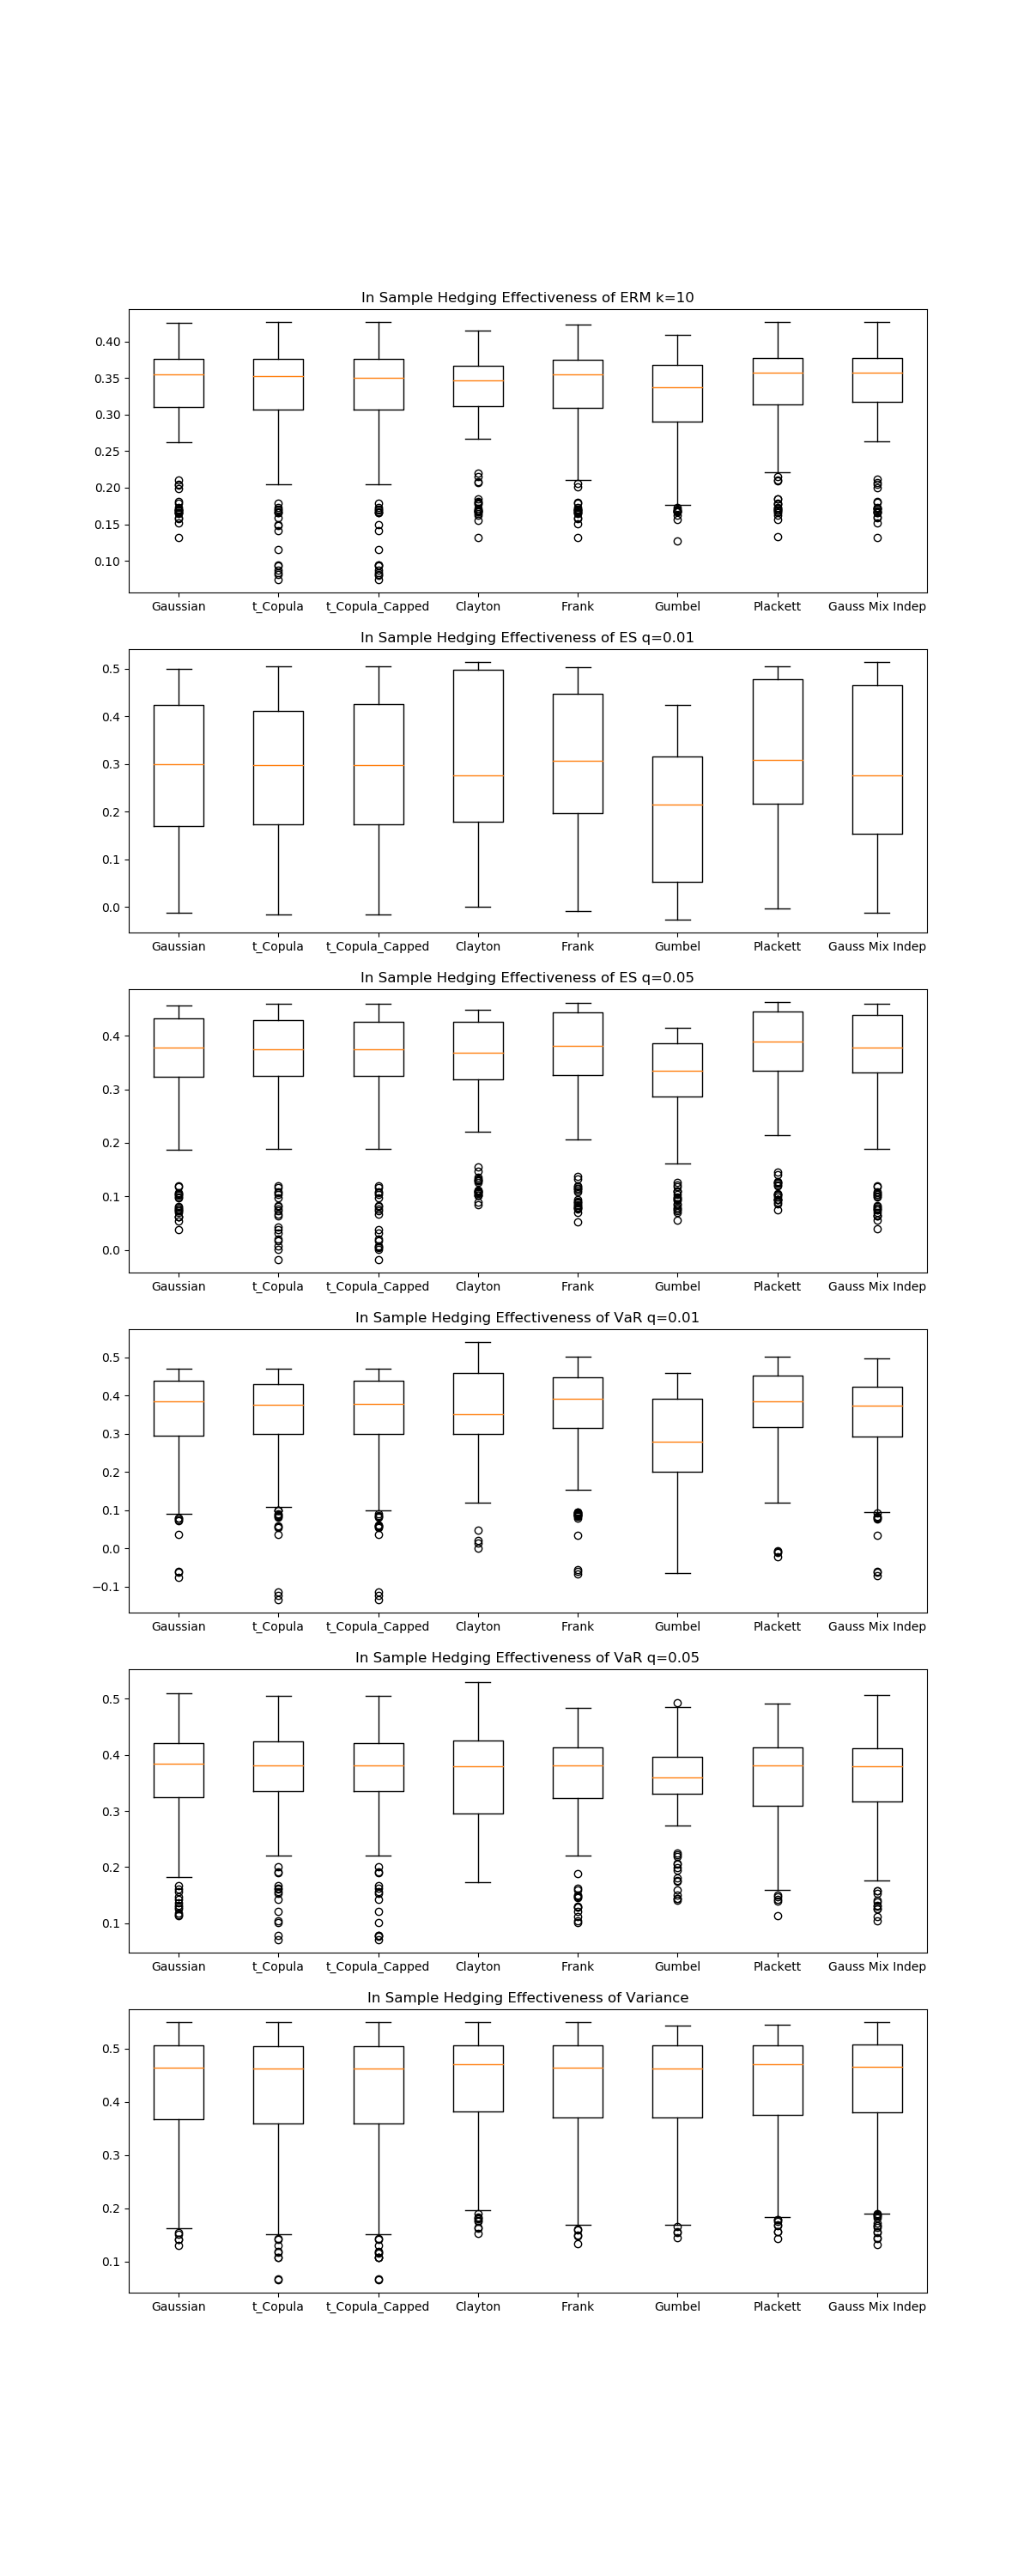 In Sample Hedging Effectiveness of ERM k=10
0.40
0.35
0.30
0.25
0.20
0.15
0.10
Gaussian t_Copula t_Copula_Capped Clayton Frank Gumbel Plackett Gauss Mix Indep
In Sample Hedging Effectiveness of ES q=0.01
0.5
0.4
0.3
0.2
0.1
0.0
Gaussian t_Copula t_Copula_Capped Clayton Frank Gumbel Plackett Gauss Mix Indep
In Sample Hedging Effectiveness of ES q=0.05
0.4
0.3
0.2
0.1
0.0
Gaussian t_Copula t_Copula_Capped Clayton Frank Gumbel Plackett Gauss Mix Indep
In Sample Hedging Effectiveness of VaR q=0.01
0.5
0.4
0.3
0.2
0.1
0.0
−0.1
Gaussian t_Copula t_Copula_Capped Clayton Frank Gumbel Plackett Gauss Mix Indep
In Sample Hedging Effectiveness of VaR q=0.05
0.5
0.4
0.3
0.2
0.1
Gaussian t_Copula t_Copula_Capped Clayton Frank Gumbel Plackett Gauss Mix Indep
In Sample Hedging Effectiveness of Variance
0.5
0.4
0.3
0.2
0.1
Gaussian t_Copula t_Copula_Capped Clayton Frank Gumbel Plackett Gauss Mix Indep